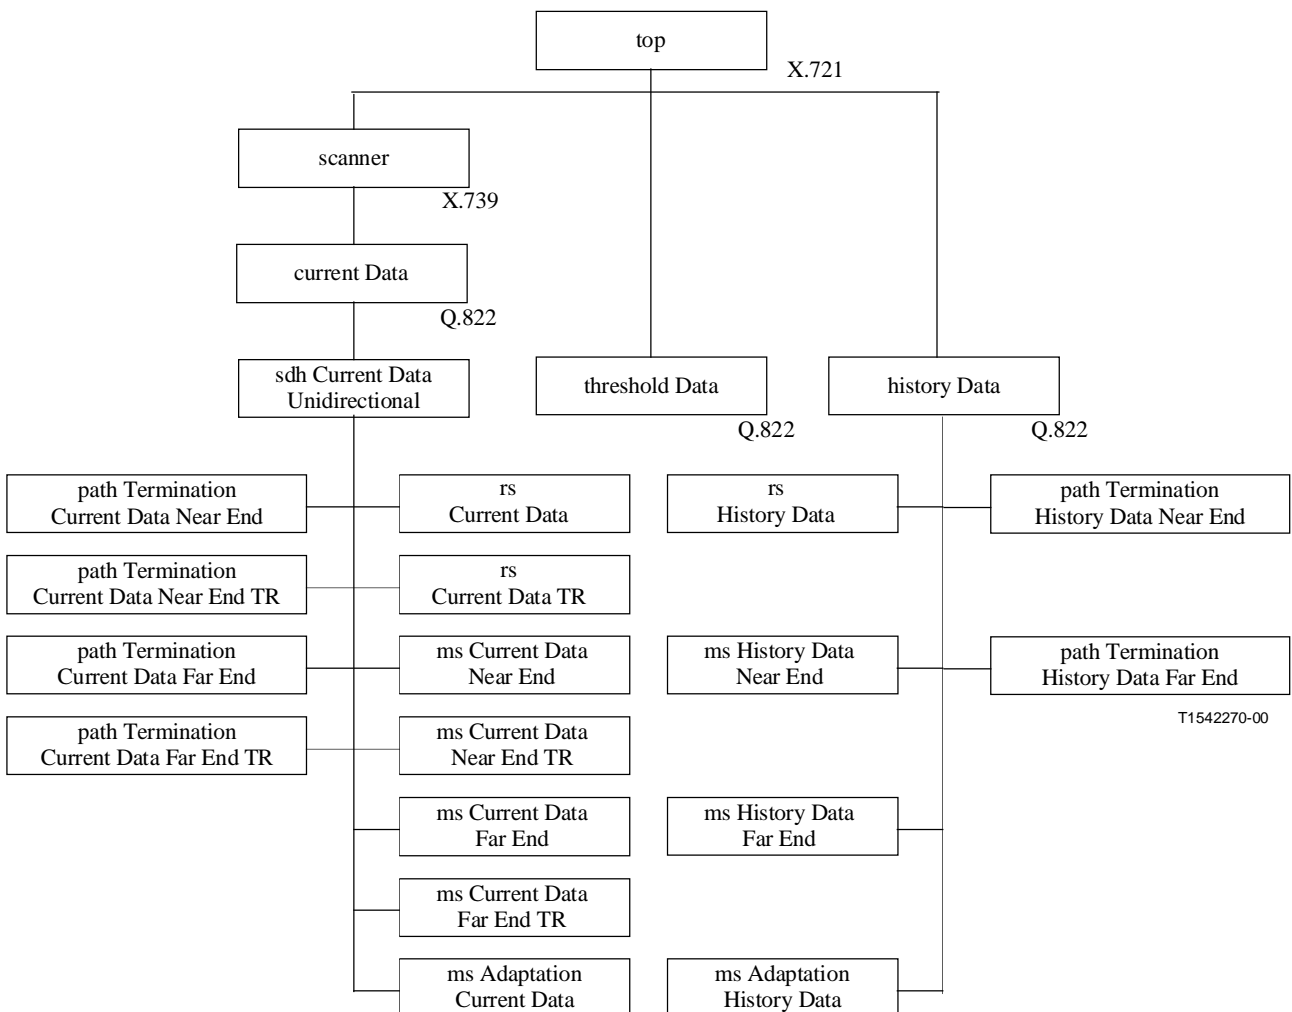 top
X.721
scanner
X.739
current Data
Q.822
sdh Current Data
Unidirectional
threshold Data
Q.822
history Data
Q.822
path Termination
Current Data Near End
rs
Current Data
rs
History Data
path Termination
History Data Near End
path Termination
Current Data Near End TR
rs
Current Data TR
path Termination
Current Data Far End
ms Current Data
Near End
ms History Data
Near End
path Termination
History Data Far End
T1542270-00
path Termination
Current Data Far End TR
ms Current Data
Near End TR
ms Current Data
Far End
ms History Data
Far End
ms Current Data
Far End TR
ms Adaptation
Current Data
ms Adaptation
History Data